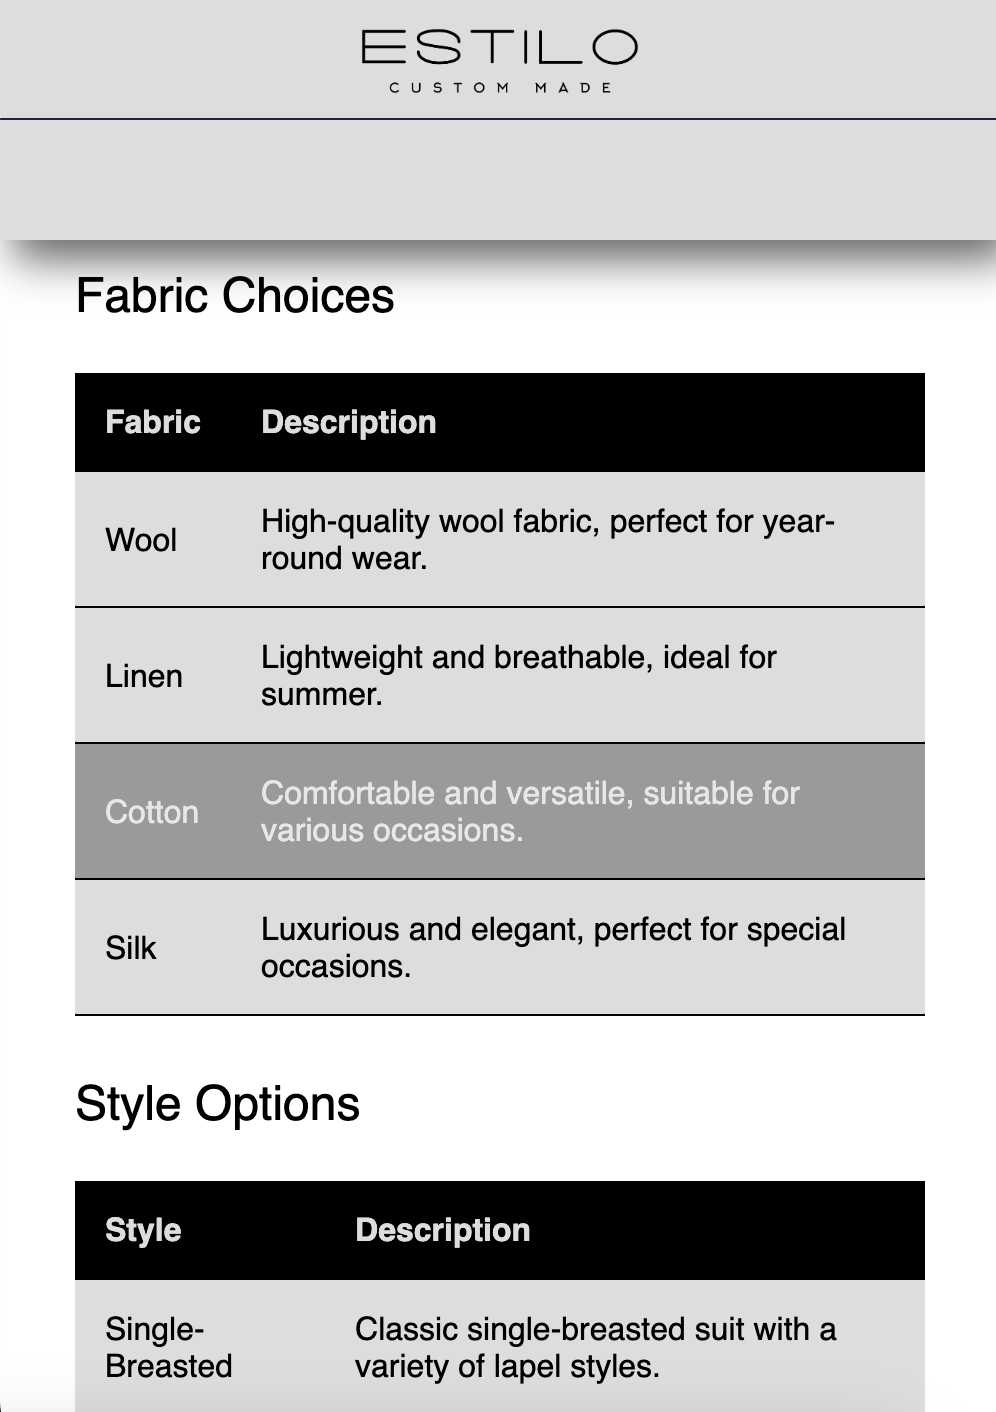 ESTILO
CUSTOM MADE
Fabric Choices
Fabric Description
Wool
High-quality wool fabric, perfect for year-
round wear.
Linen
Lightweight and breathable, ideal for
summer.
Cotton
Comfortable and versatile, suitable for
various occasions.
Silk
Luxurious and elegant, perfect for special
occasions.
Style Options
Style Description
Single-
Breasted
Classic single-breasted suit with a
variety of lapel styles.